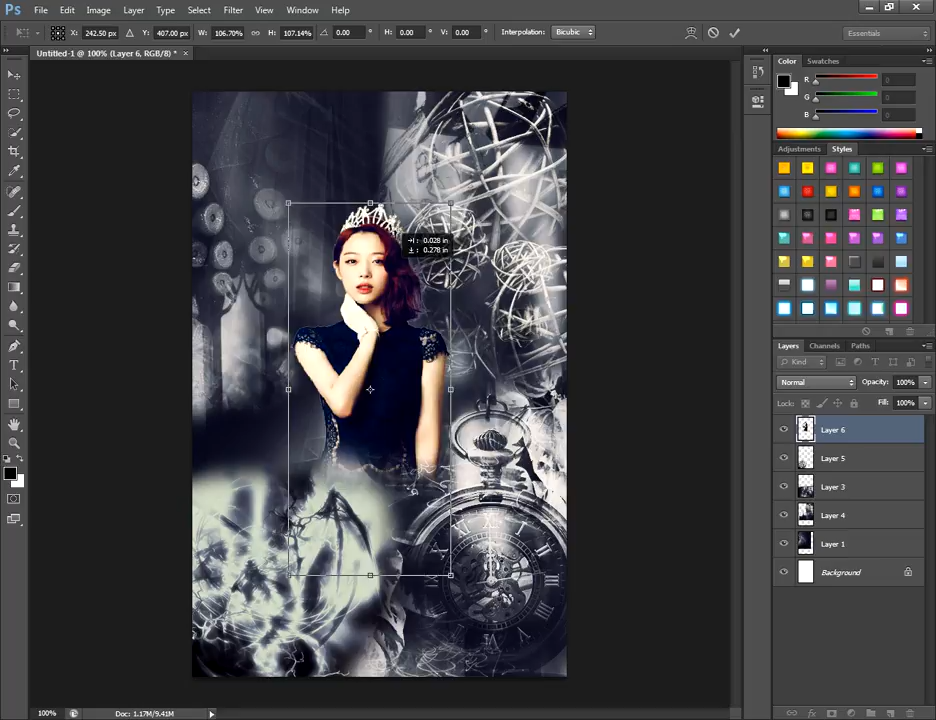 Ps File Edit Image Layer Type Select Filter View Window Help
X: 242.50 px Y: 407.00 px W: 106.70% H: 107.14% 0.00 ° H: 0.00 ° V: 0.00 ° Interpolation: Bicubic Essentials
Untitled-1 @ 100% (Layer 6, RGB/8) * ×
Color Swatches
R 0
G 0
B 0
Adjustments Styles
: 0.028 in
: 0.278 in
Layers Channels Paths
Kind
Normal Opacity: 100%
Lock: Fill: 100%
Layer 6
Layer 5
Layer 3
Layer 4
Layer 1
Background
100% Doc: 1.17M/9.41M